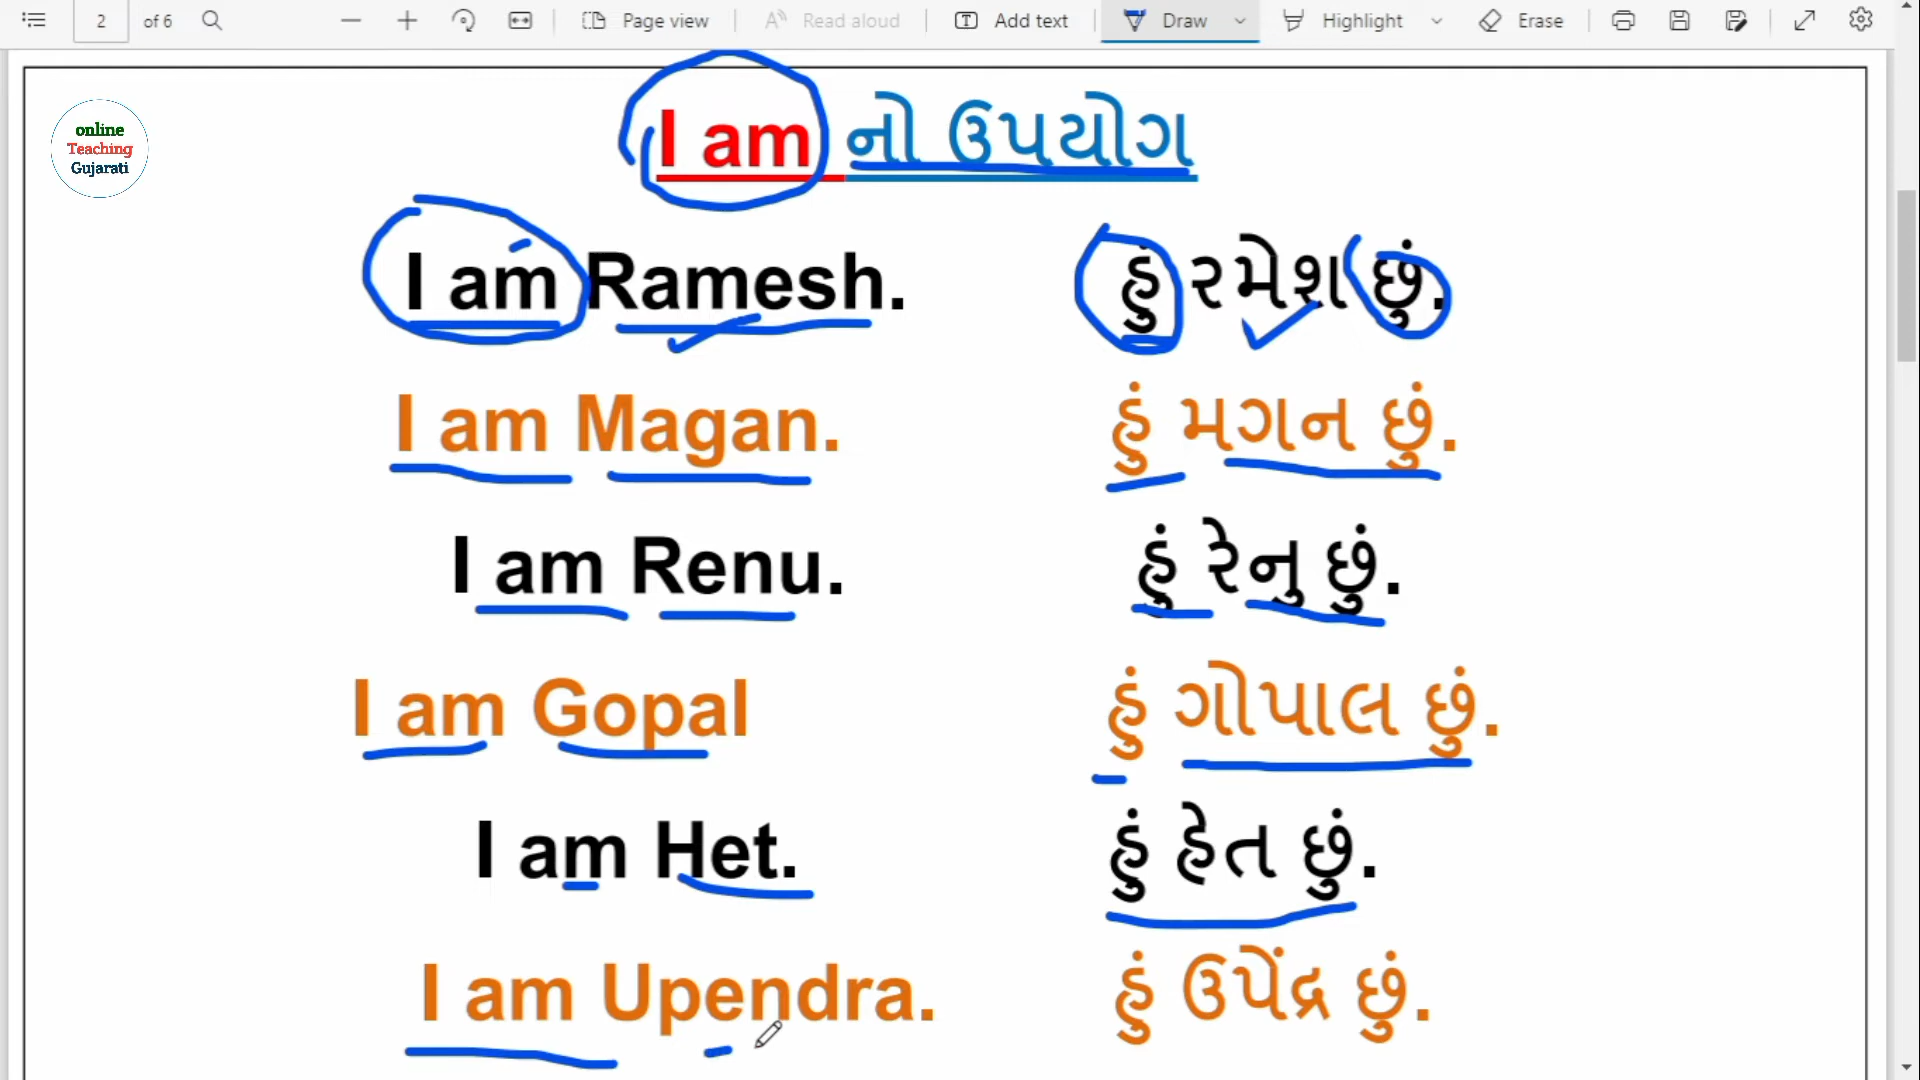 2 of 6 Page view Read aloud Add text Draw Highlight Erase
online
Teaching
Gujarati
I am નો ઉપયોગ
I am Ramesh. હું રમેશ છું.
I am Magan. હું મગન છું.
I am Renu. હું રેનુ છું.
I am Gopal હું ગોપાલ છું.
I am Het. હું હેત છું.
I am Upendra. હું ઉપેંદ્ર છું.